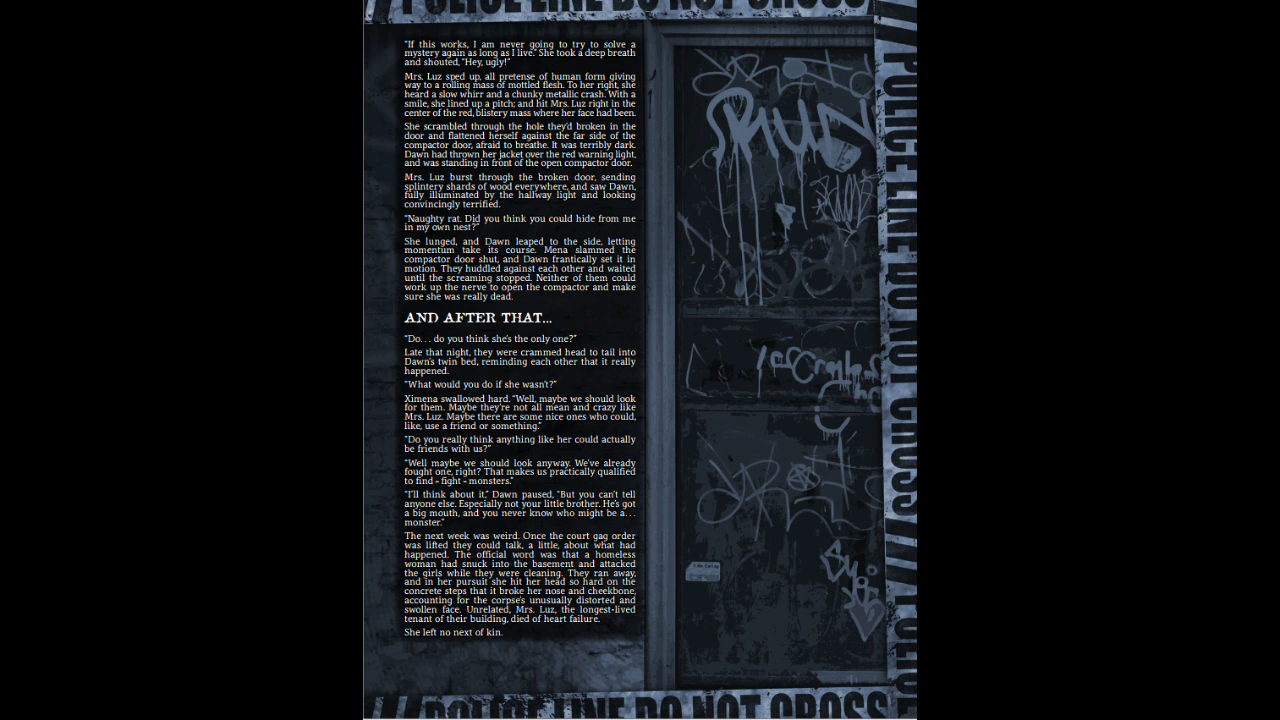 // POLICE LINE DO NOT CROSS
"If this works, I am never going to try to solve a
mystery again as long as I live." She took a deep breath
and shouted, "Hey, ugly!"
Mrs. Luz sped up, all pretense of human form giving
way to a rolling mass of mottled flesh. To her right, she
heard a slow whirr and a chunky metallic crash. With a
smile, she lined up a pitch; and hit Mrs. Luz right in the
center of the red, blistery mass where her face had been.
She scrambled through the hole they'd broken in the
door and flattened herself against the far side of the
compactor door, afraid to breathe. It was terribly dark.
Dawn had thrown her jacket over the red warning light,
and was standing in front of the open compactor door.
Mrs. Luz burst through the broken door, sending
splintery shards of wood everywhere, and saw Dawn,
fully illuminated by the hallway light and looking
convincingly terrified.
"Naughty rat. Did you think you could hide from me
in my own nest?"
She lunged, and Dawn leaped to the side, letting
momentum take its course. Mena slammed the
compactor door shut, and Dawn frantically set it in
motion. They huddled against each other and waited
until the screaming stopped. Neither of them could
work up the nerve to open the compactor and make
sure she was really dead.
AND AFTER THAT...
"Do. . . do you think she's the only one?"
Late that night, they were crammed head to tail into
Dawn's twin bed, reminding each other that it really
happened.
"What would you do if she wasn't?"
Ximena swallowed hard. "Well, maybe we should look
for them. Maybe they're not all mean and crazy like
Mrs. Luz. Maybe there are some nice ones who could,
like, use a friend or something."
"Do you really think anything like her could actually
be friends with us?"
"Well maybe we should look anyway. We've already
fought one, right? That makes us practically qualified
to find - fight - monsters."
"I'll think about it," Dawn paused, "But you can't tell
anyone else. Especially not your little brother. He's got
a big mouth, and you never know who might be a. . .
monster."
The next week was weird. Once the court gag order
was lifted they could talk, a little, about what had
happened. The official word was that a homeless
woman had snuck into the basement and attacked
the girls while they were cleaning. They ran away,
and in her pursuit she hit her head so hard on the
concrete steps that it broke her nose and cheekbone,
accounting for the corpse's unusually distorted and
swollen face. Unrelated, Mrs. Luz, the longest-lived
tenant of their building, died of heart failure.
She left no next of kin.
POLICE LINE DO NOT CROSS // POLIC
// POLICE LINE DO NOT CROSS